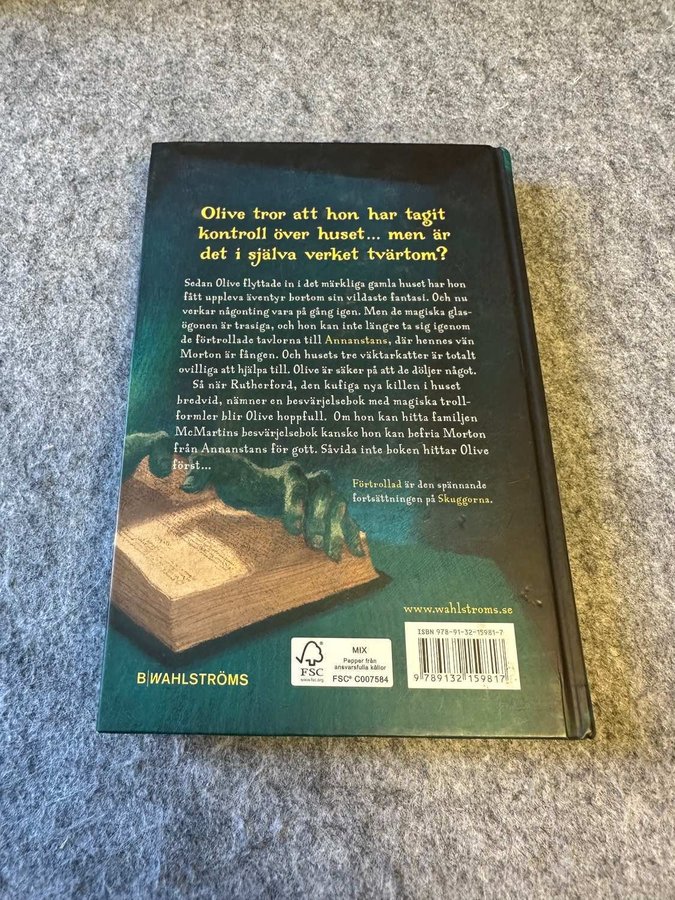 Olive tror att hon har tagit
kontroll över huset... men är
det i själva verket tvärtom?
Sedan Olive flyttade in i det märkliga gamla huset har hon
fått uppleva äventyr bortom sin vildaste fantasi. Och nu
verkar någonting vara på gång igen. Men de magiska glas-
ögonen är trasiga, och hon kan inte längre ta sig igenom
de förtrollade tavlorna till Annanstans, där hennes vän
Morton är fången. Och husets tre väktarkatter är totalt
ovilliga att hjälpa till. Olive är säker på att de döljer något.
Så när Rutherford, den kufiga nya killen i huset
bredvid, nämner en besvärjelsebok med magiska troll-
formler blir Olive hoppfull. Om hon kan hitta familjen
McMartins besvärjelsebok kanske hon kan befria Morton
från Annanstans för gott. Såvida inte boken hittar Olive
först...
Förtrollad är den spännande
fortsättningen på Skuggorna.
www.wahlstroms.se
ISBN 978-91-32-15981-7
9 789132 159817
FSC
www.fsc.org
MIX
Papper från
ansvarsfulla källor
FSC® C007584
B|WAHLSTRÖMS